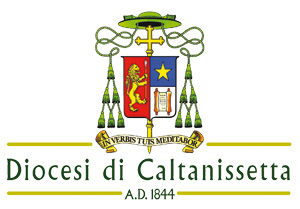 IN VERBIS TUIS MEDITABOR
Diocesi di Caltanissetta
A.D. 1844